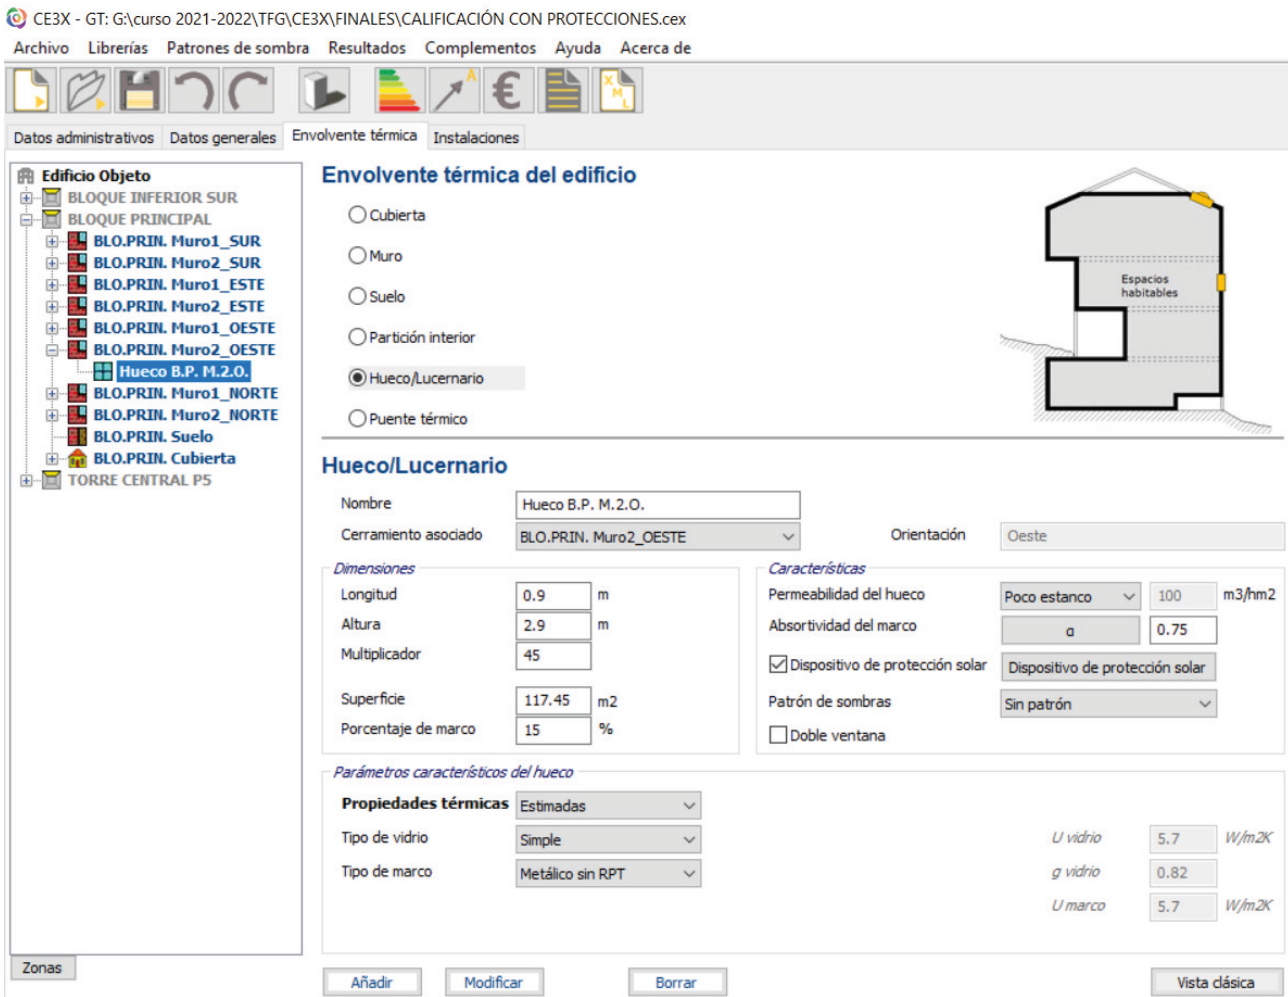 CE3X - GT: G:\curso 2021-2022\TFG\CE3X\FINALES\CALIFICACIÓN CON PROTECCIONES.cex
Archivo Librerías Patrones de sombra Resultados Complementos Ayuda Acerca de
A € X M L
Datos administrativos Datos generales Envolvente térmica Instalaciones
Edificio Objeto
BLOQUE INFERIOR SUR
BLOQUE PRINCIPAL
BLO.PRIN. Muro1_SUR
BLO.PRIN. Muro2_SUR
BLO.PRIN. Muro1_ESTE
BLO.PRIN. Muro2_ESTE
BLO.PRIN. Muro1_OESTE
BLO.PRIN. Muro2_OESTE
Hueco B.P. M.2.O.
BLO.PRIN. Muro1_NORTE
BLO.PRIN. Muro2_NORTE
BLO.PRIN. Suelo
BLO.PRIN. Cubierta
TORRE CENTRAL P5
Zonas
Envolvente térmica del edificio
Cubierta
Muro
Suelo
Partición interior
Hueco/Lucernario
Puente térmico
Espacios
habitables
Hueco/Lucernario
Nombre Hueco B.P. M.2.O.
Cerramiento asociado BLO.PRIN. Muro2_OESTE Orientación Oeste
Dimensiones
Longitud 0.9 m
Altura 2.9 m
Multiplicador 45
Superficie 117.45 m2
Porcentaje de marco 15 %
Características
Permeabilidad del hueco Poco estanco 100 m3/hm2
Absortividad del marco α 0.75
Dispositivo de protección solar Dispositivo de protección solar
Patrón de sombras Sin patrón
Doble ventana
Parámetros característicos del hueco
Propiedades térmicas Estimadas
Tipo de vidrio Simple U vidrio 5.7 W/m2K
Tipo de marco Metálico sin RPT g vidrio 0.82
U marco 5.7 W/m2K
Añadir Modificar Borrar Vista clásica